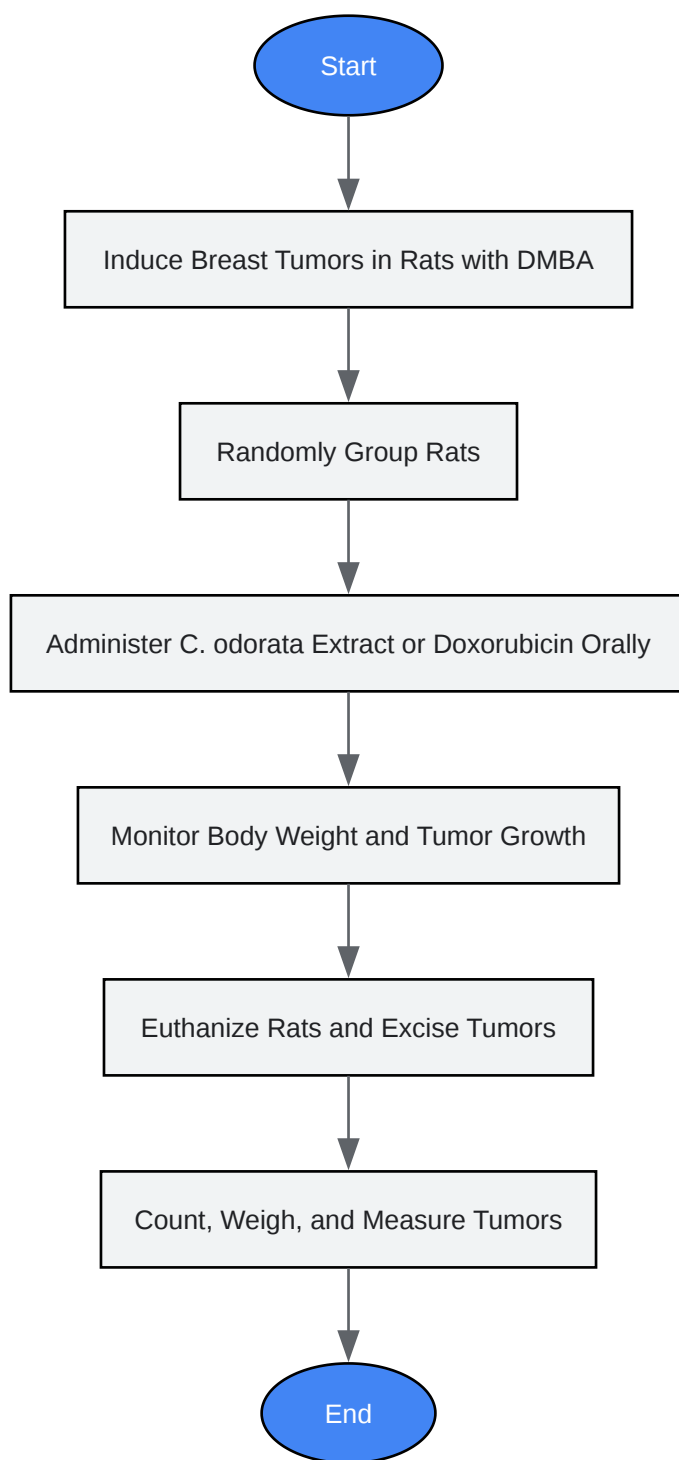 Start
Induce Breast Tumors in Rats with DMBA
Randomly Group Rats
Administer C. odorata Extract or Doxorubicin Orally
Monitor Body Weight and Tumor Growth
Euthanize Rats and Excise Tumors
Count, Weigh, and Measure Tumors
End